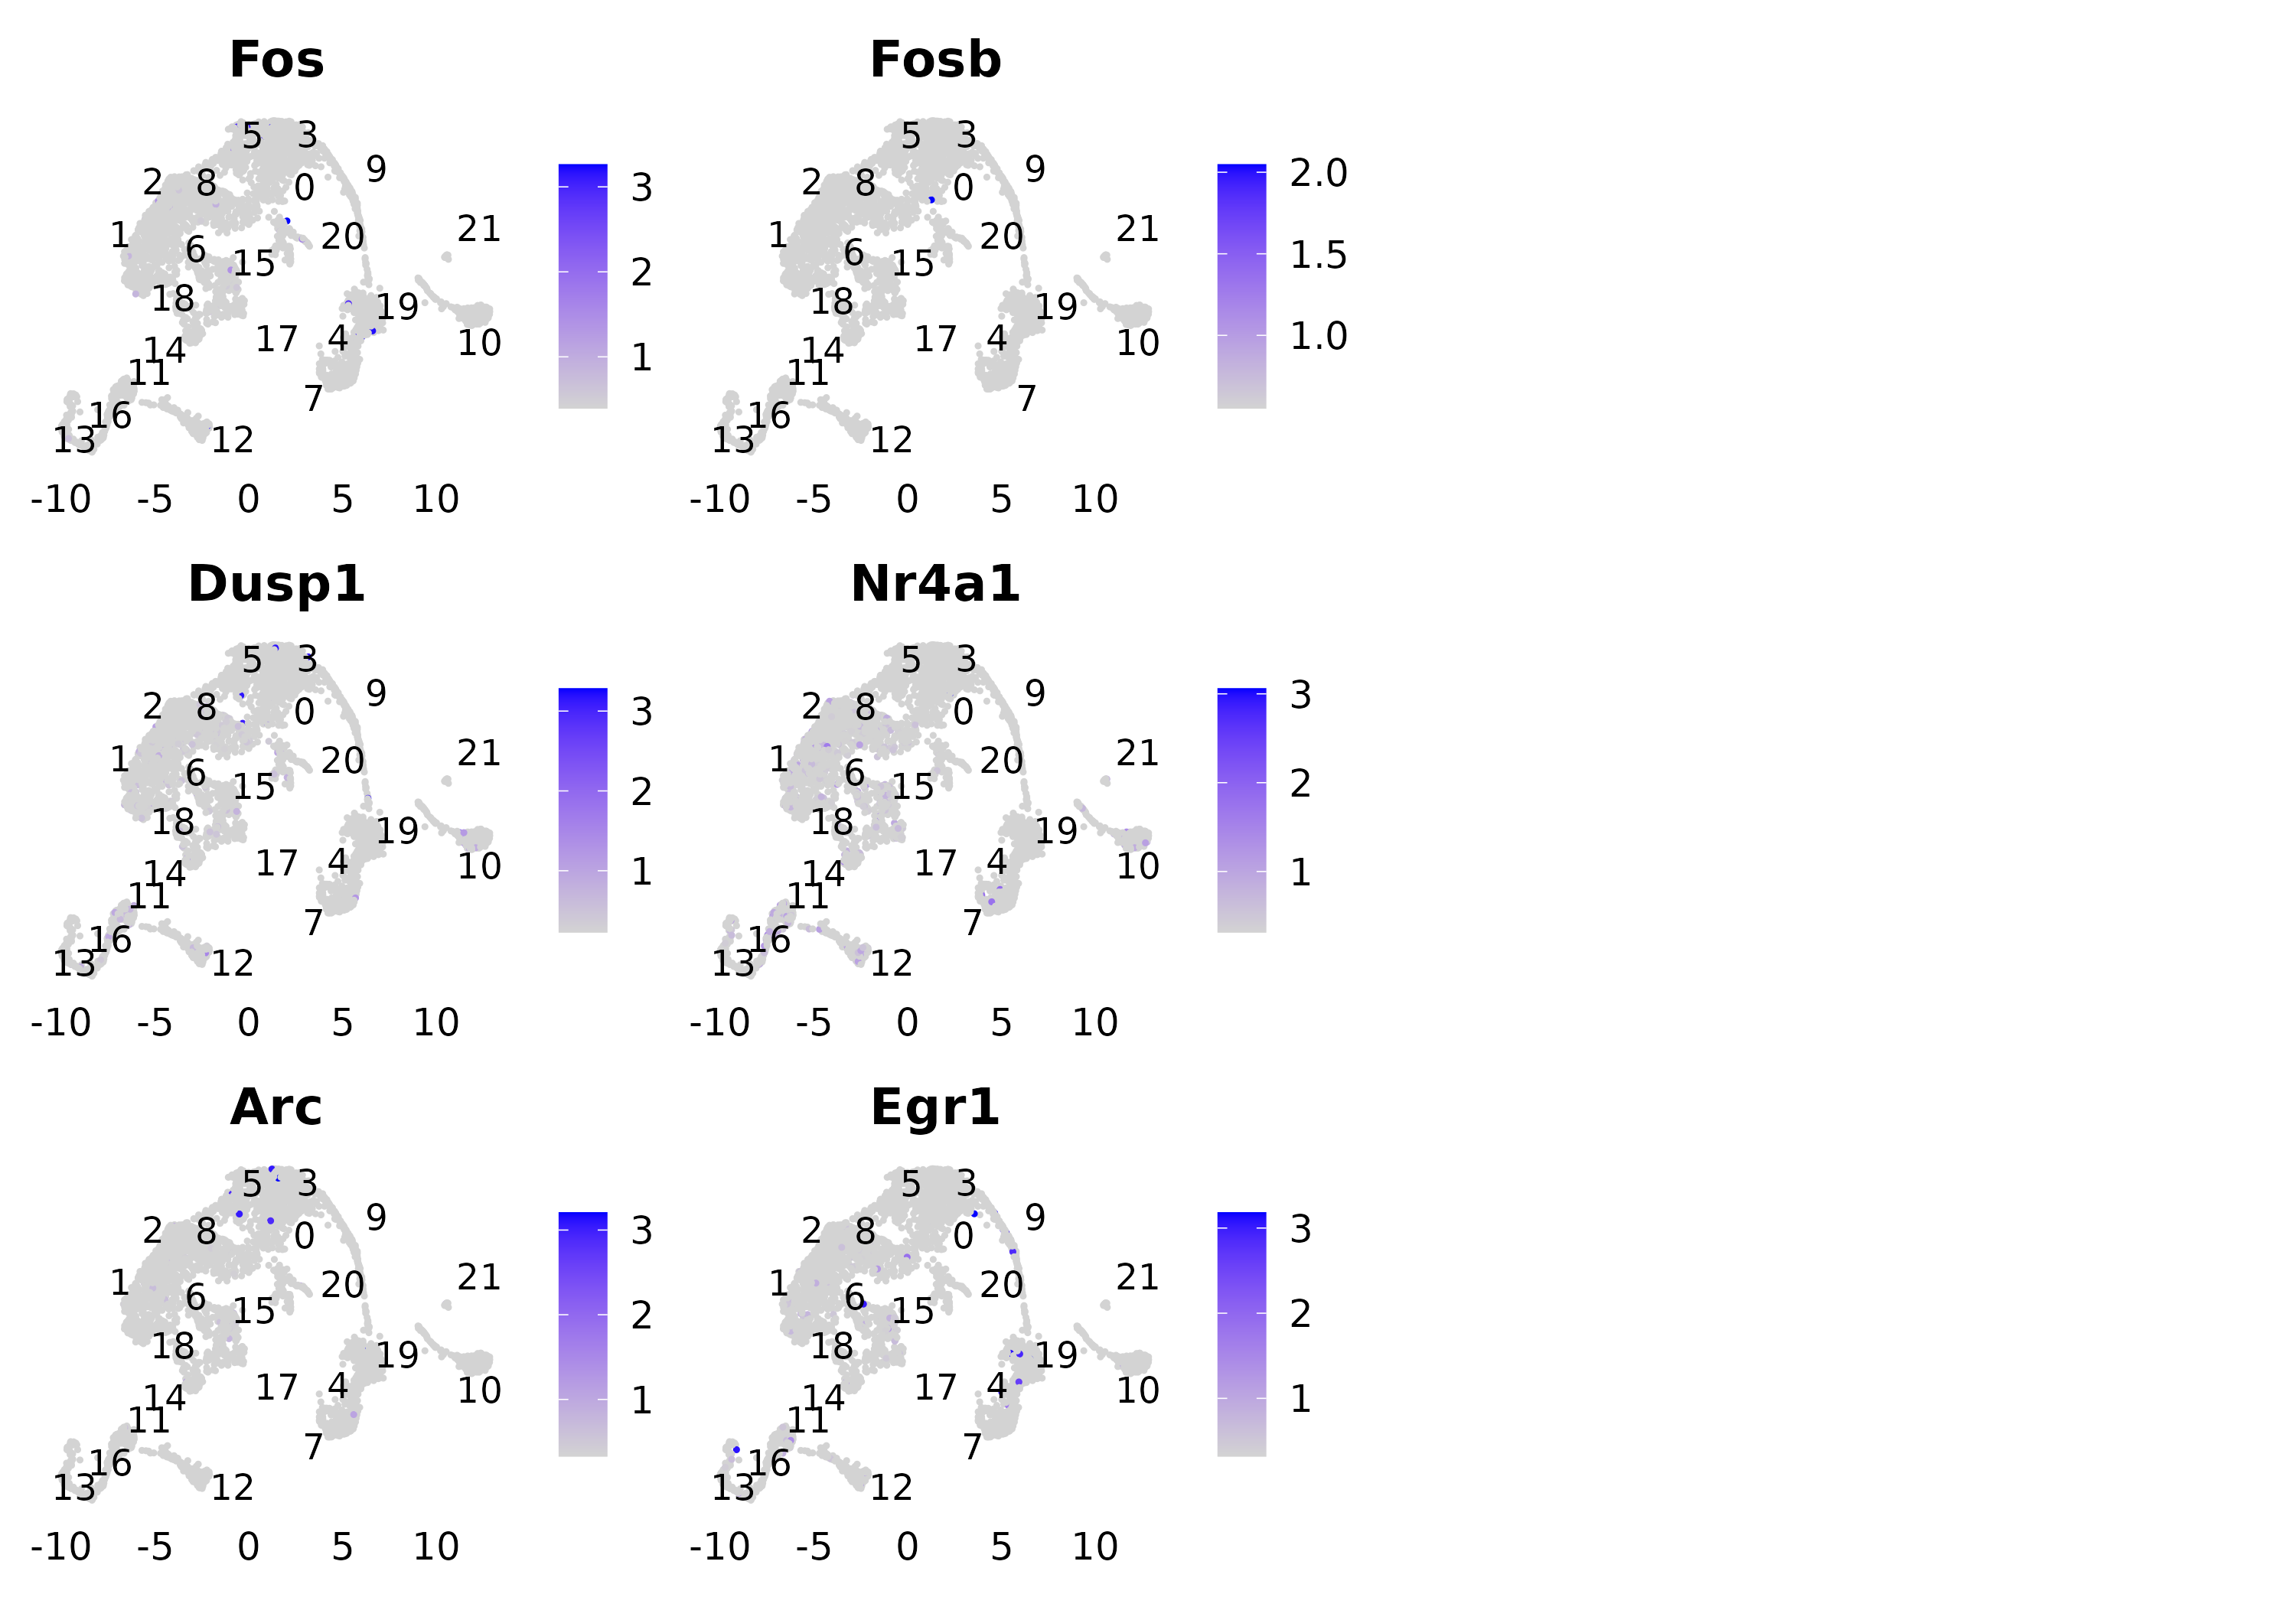 Fos Fosb
5 3 5 3
2 8 9 3 2 8 9 2.0
0 0
1 6 15 20 21 2 1 6 15 20 21 1.5
18 19 18 19
14 17 4 10 1 14 17 4 10 1.0
11 7 11 7
13 16 12 13 16 12
-10 -5 0 5 10 -10 -5 0 5 10
Dusp1 Nr4a1
5 3 5 3
2 8 9 3 2 8 9 3
0 0
1 6 15 20 21 2 1 6 15 20 21 2
18 19 18 19
14 17 4 10 1 14 17 4 10 1
11 7 11 7
13 16 12 13 16 12
-10 -5 0 5 10 -10 -5 0 5 10
Arc Egr1
5 3 5 3
2 8 9 3 2 8 9 3
0 0
1 6 15 20 21 2 1 6 15 20 21 2
18 19 18 19
14 17 4 10 1 14 17 4 10 1
11 7 11 7
13 16 12 13 16 12
-10 -5 0 5 10 -10 -5 0 5 10